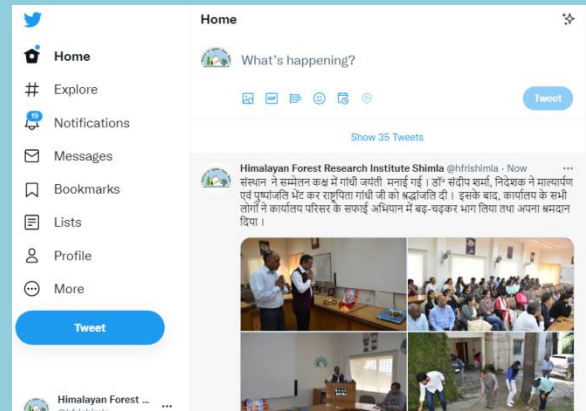 Home
Home
What's happening?
Explore
GIF
Tweet
19
Notifications
Show 35 Tweets
Messages
Himalayan Forest Research Institute Shimla @hfrishimla · Now
संस्थान ने सम्मेलन कक्ष में गांधी जयंती मनाई गई । डॉ॰ संदीप शर्मा, निदेशक ने माल्यार्पण
एवं पुष्पांजलि भेंट कर राष्ट्रपिता गांधी जी को श्रद्धांजलि दी । इसके बाद, कार्यालय के सभी
लोगों ने कार्यालय परिसर के सफाई अभियान में बढ़-चढ़कर भाग लिया तथा अपना श्रमदान
दिया ।
Bookmarks
Lists
Profile
More
Tweet
Himalayan Forest ...
@hfrishimla